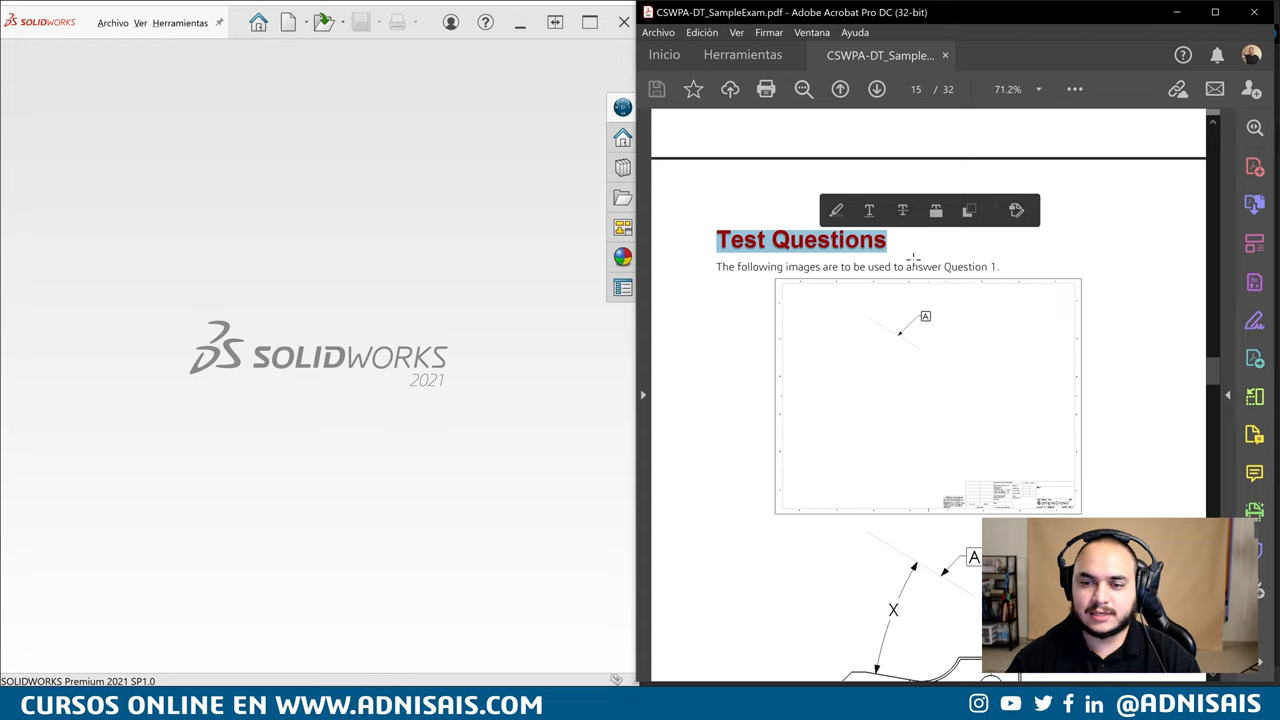 SOLIDWORKS
Archivo Ver Herramientas
CSWPA-DT_SampleExam.pdf - Adobe Acrobat Pro DC (32-bit)
Archivo Edición Ver Firmar Ventana Ayuda
Inicio Herramientas CSWPA-DT_Sample...
15 / 32 71.2%
Test Questions
The following images are to be used to answer Question 1.
A
A
X
SOLIDWORKS
2021
SOLIDWORKS Premium 2021 SP1.0
CURSOS ONLINE EN WWW.ADNISAIS.COM
@ADNISAIS